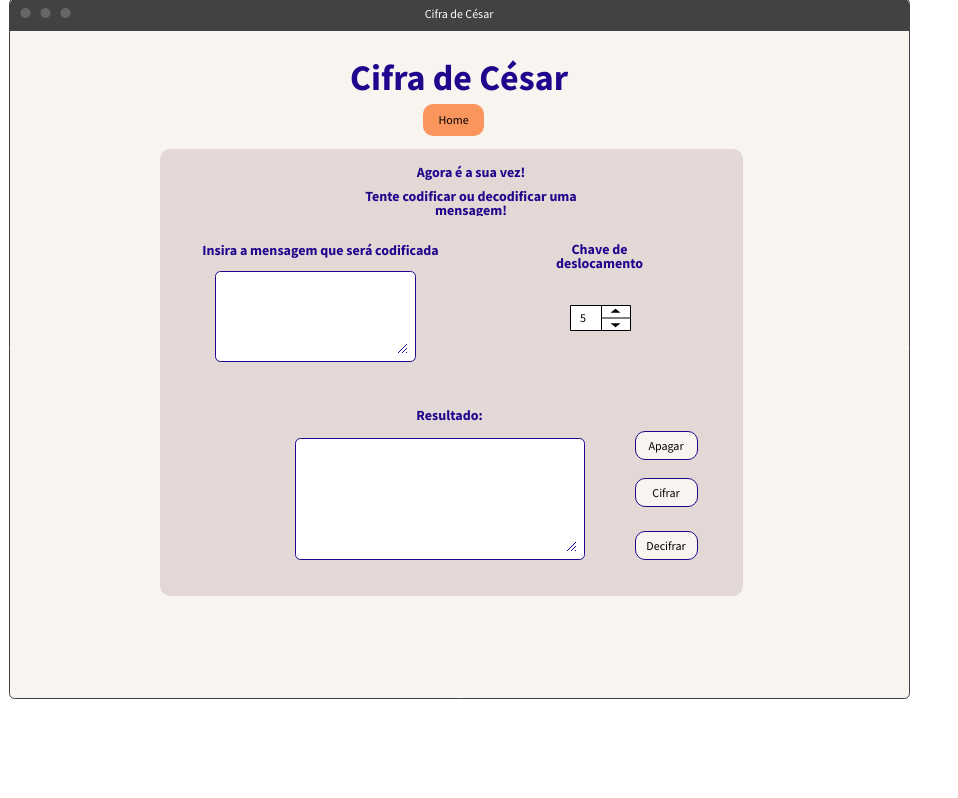 Cifra de César
Cifra de César
Home
Agora é a sua vez!
Tente codificar ou decodificar uma
mensagem!
Insira a mensagem que será codificada
Chave de
deslocamento
5
Resultado:
Apagar
Cifrar
Decifrar